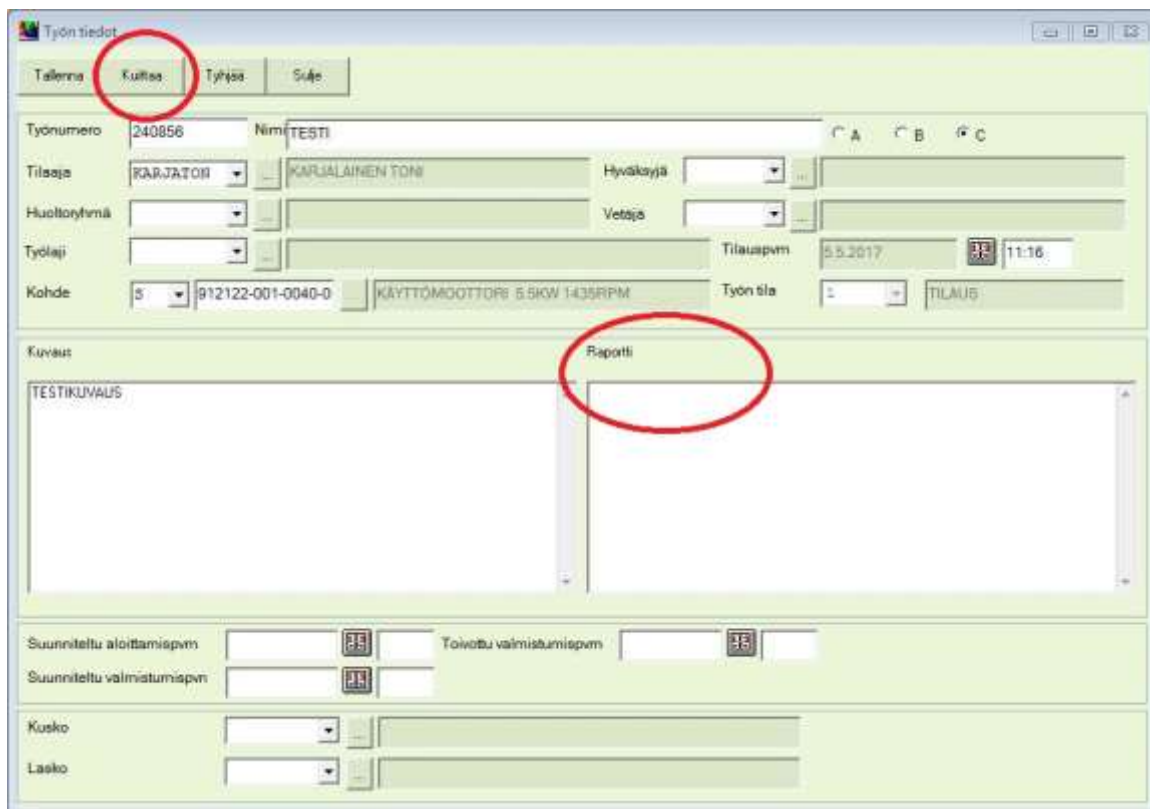 Työn tiedot
Tallenna Kuittaa Tyhjää Sulje
Työnumero 240856 Nimi TESTI A B C
Tilaaja KARJATON ... KARJALAINEN TONI Hyväksyjä ...
Huoltoryhmä ... Vetäjä ...
Työlaji ... Tilauspvm 5.5.2017 11:16
Kohde 5 912122-001-0040-0 KÄYTTÖMOOTTORI 5.5KW 1435RPM Työn tila 1 TILAUS
Kuvaus Raportti
TESTIKUVAUS
Suunniteltu aloittamispvm Toivottu valmistumispvm
Suunniteltu valmistumispvm
Kusko ...
Lasko ...